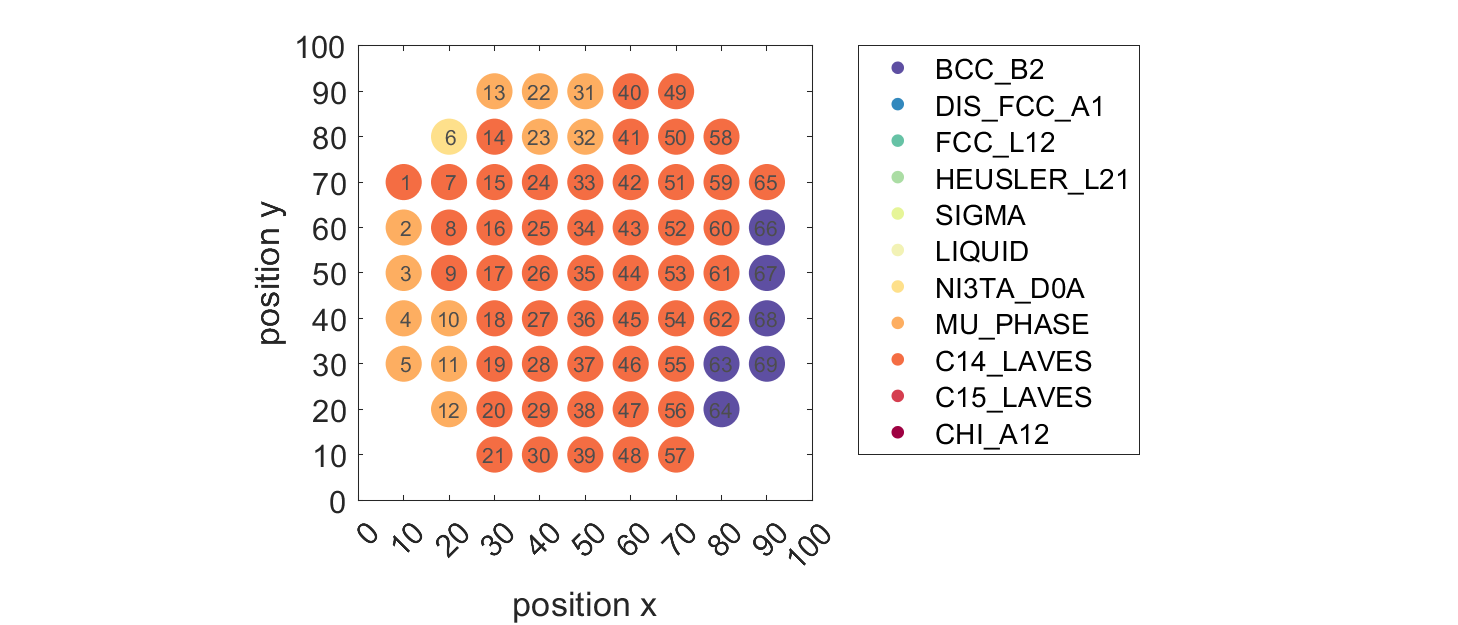 100
90 13 22 31 40 49
80 6 14 23 32 41 50 58
70 1 7 15 24 33 42 51 59 65
60 2 8 16 25 34 43 52 60 66
50 3 9 17 26 35 44 53 61 67
40 4 10 18 27 36 45 54 62 68
30 5 11 19 28 37 46 55 63 69
20 12 20 29 38 47 56 64
10 21 30 39 48 57
0
position y
0 10 20 30 40 50 60 70 80 90 100
position x
BCC_B2
DIS_FCC_A1
FCC_L12
HEUSLER_L21
SIGMA
LIQUID
NI3TA_D0A
MU_PHASE
C14_LAVES
C15_LAVES
CHI_A12